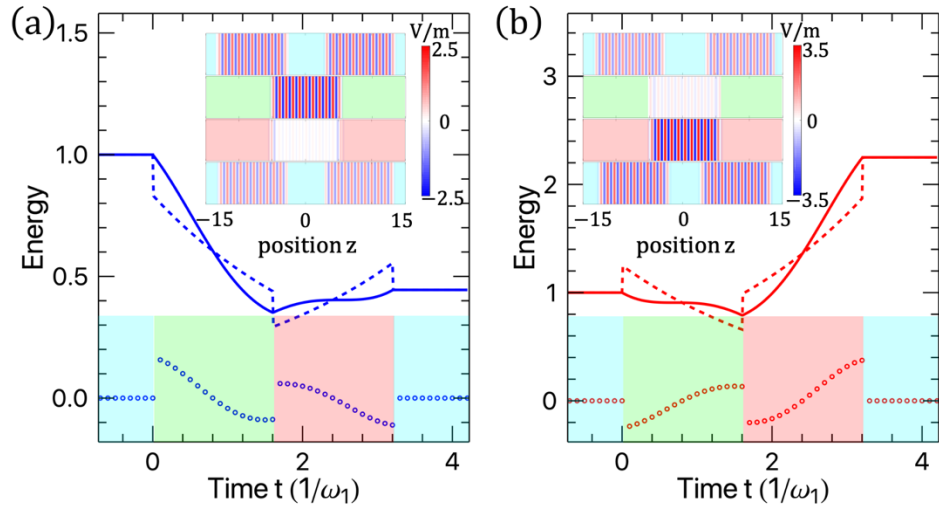 (a)
V/m
2.5
0
−2.5
1.5
1.0
0.5
0.0
Energy
−15 0 15
position z
0 2 4
Time t (1/ω₁)
(b)
V/m
3.5
0
−3.5
3
2
1
0
Energy
−15 0 15
position z
0 2 4
Time t (1/ω₁)